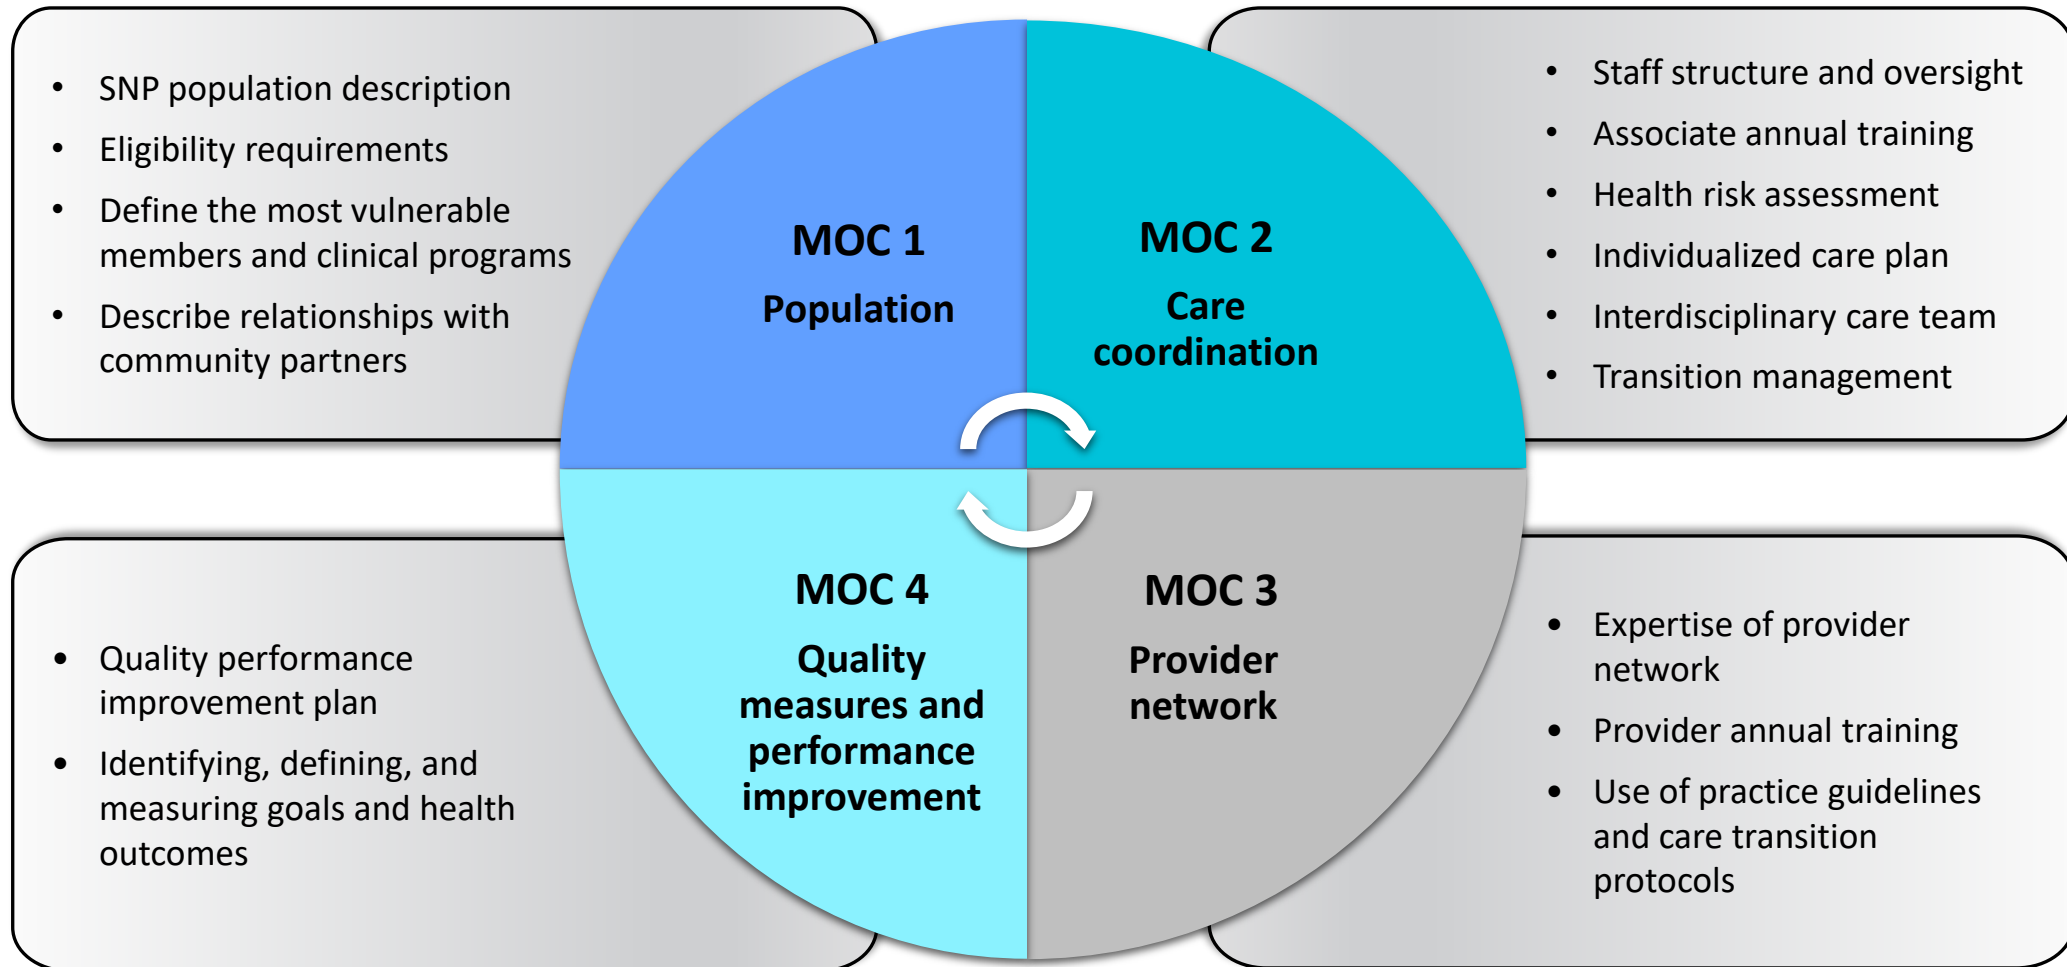 • SNP population description
• Eligibility requirements
• Define the most vulnerable
members and clinical programs
• Describe relationships with
community partners
MOC 1
Population
MOC 2
Care
coordination
• Staff structure and oversight
• Associate annual training
• Health risk assessment
• Individualized care plan
• Interdisciplinary care team
• Transition management
• Quality performance
improvement plan
• Identifying, defining, and
measuring goals and health
outcomes
MOC 4
Quality
measures and
performance
improvement
MOC 3
Provider
network
• Expertise of provider
network
• Provider annual training
• Use of practice guidelines
and care transition
protocols